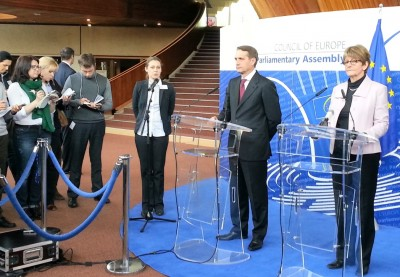 COUNCIL OF EUROPE
Parliamentary Assembly